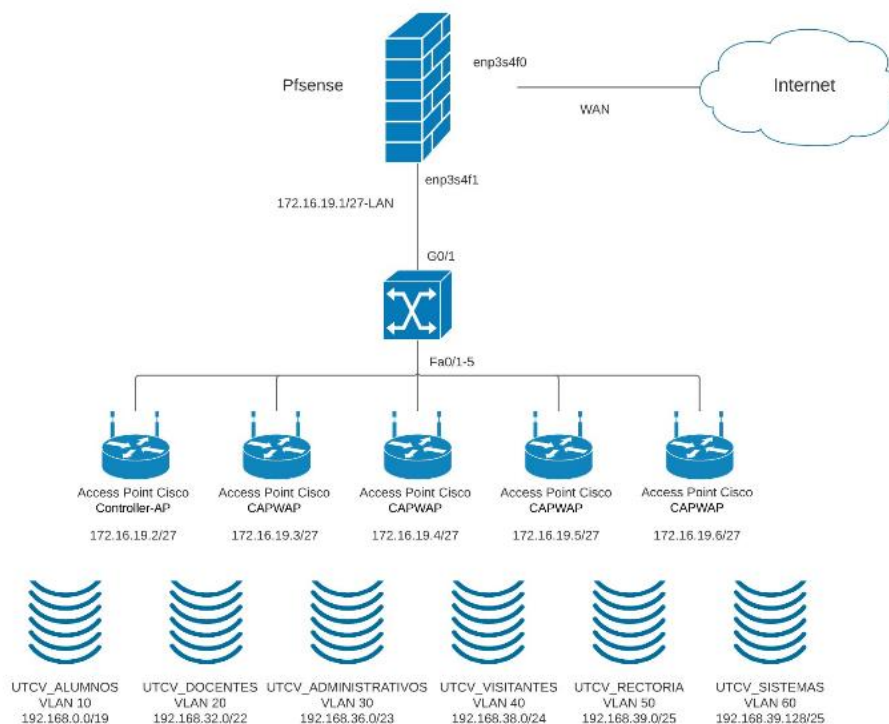 enp3s4f0
Pfsense
Internet
WAN
enp3s4f1
172.16.19.1/27-LAN
G0/1
Fa0/1-5
Access Point Cisco
Controller-AP
172.16.19.2/27
Access Point Cisco
CAPWAP
172.16.19.3/27
Access Point Cisco
CAPWAP
172.16.19.4/27
Access Point Cisco
CAPWAP
172.16.19.5/27
Access Point Cisco
CAPWAP
172.16.19.6/27
UTCV_ALUMNOS
VLAN 10
192.168.0.0/19
UTCV_DOCENTES
VLAN 20
192.168.32.0/22
UTCV_ADMINISTRATIVOS
VLAN 30
192.168.36.0/23
UTCV_VISITANTES
VLAN 40
192.168.38.0/24
UTCV_RECTORIA
VLAN 50
192.168.39.0/25
UTCV_SISTEMAS
VLAN 60
192.168.39.128/25